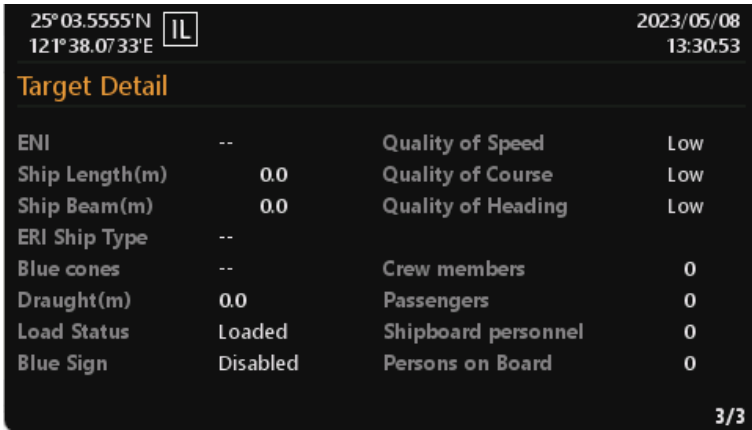 25°03.5555'N IL 2023/05/08
121°38.0733'E 13:30:53
Target Detail
ENI -- Quality of Speed Low
Ship Length(m) 0.0 Quality of Course Low
Ship Beam(m) 0.0 Quality of Heading Low
ERI Ship Type --
Blue cones -- Crew members 0
Draught(m) 0.0 Passengers 0
Load Status Loaded Shipboard personnel 0
Blue Sign Disabled Persons on Board 0
3/3